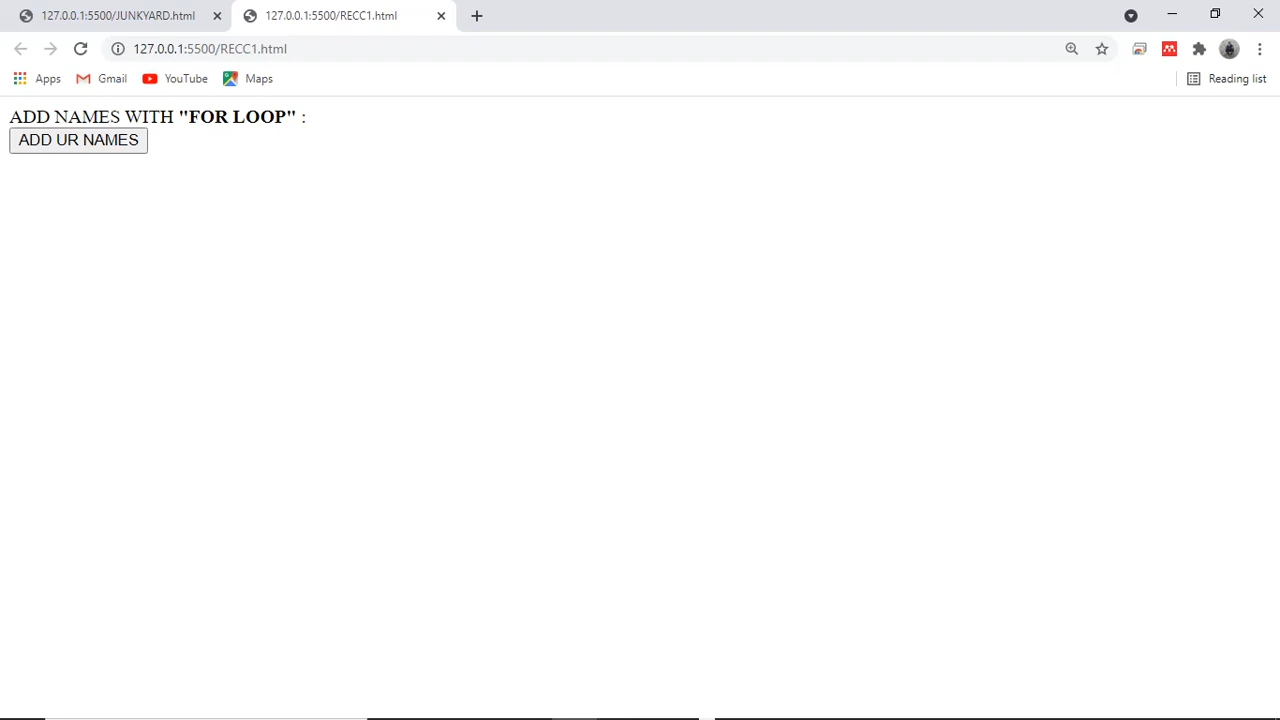 127.0.0.1:5500/JUNKYARD.html
127.0.0.1:5500/RECC1.html
127.0.0.1:5500/RECC1.html
Apps
Gmail
YouTube
Maps
Reading list
ADD NAMES WITH "FOR LOOP" :
ADD UR NAMES